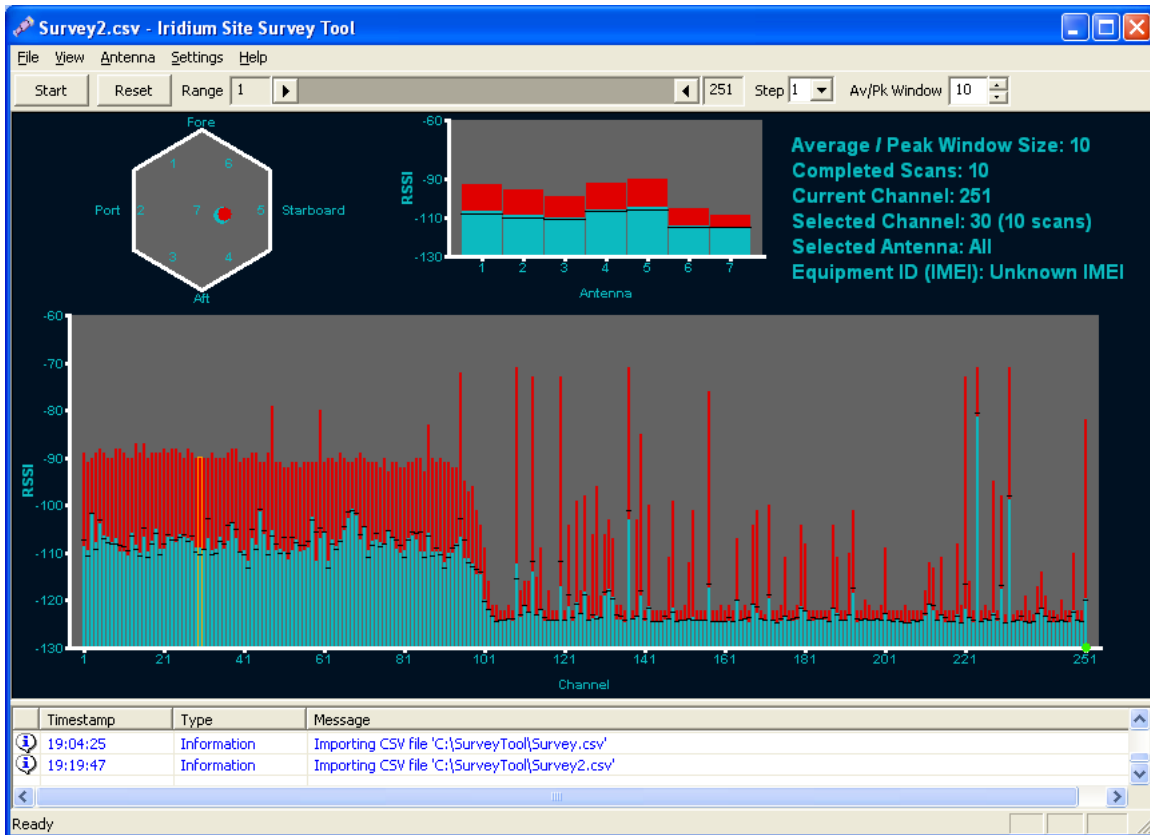 Survey2.csv - Iridium Site Survey Tool
File View Antenna Settings Help
Start Reset Range 1 251 Step 1 Av/Pk Window 10
Fore
1 6
Port 2 7 5 Starboard
3 4
Aft
-60
-90
-110
-130
RSSI
1 2 3 4 5 6 7
Antenna
Average / Peak Window Size: 10
Completed Scans: 10
Current Channel: 251
Selected Channel: 30 (10 scans)
Selected Antenna: All
Equipment ID (IMEI): Unknown IMEI
-60
-70
-80
-90
-100
-110
-120
-130
RSSI
1 21 41 61 81 101 121 141 161 181 201 221 251
Channel
Timestamp Type Message
19:04:25 Information Importing CSV file 'C:\SurveyTool\Survey.csv'
19:19:47 Information Importing CSV file 'C:\SurveyTool\Survey2.csv'
Ready